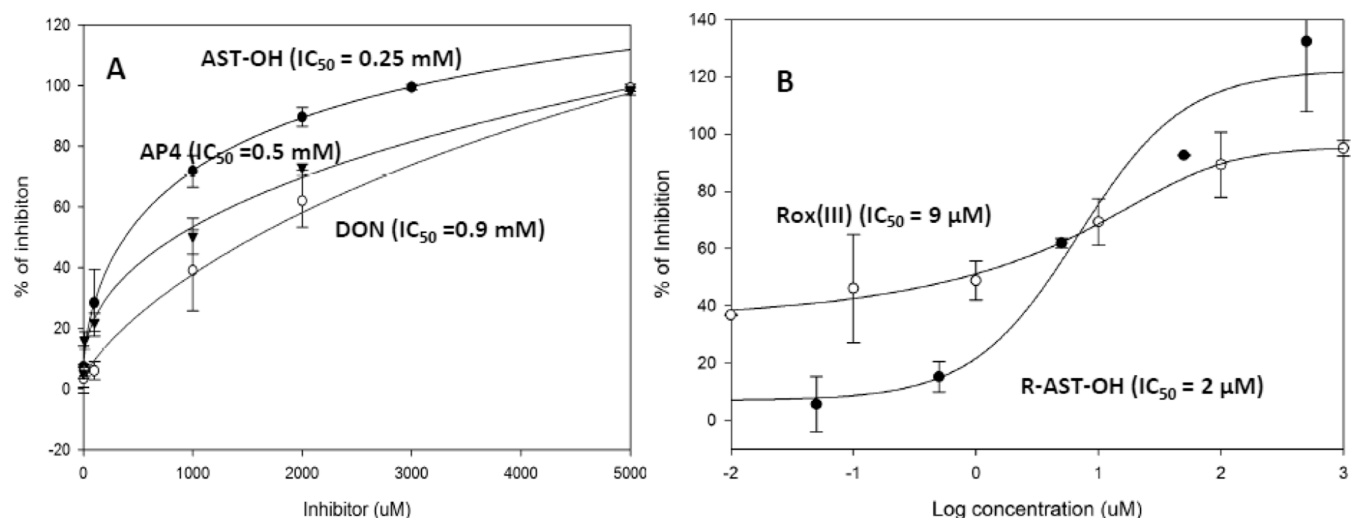 A
AST-OH (IC50 = 0.25 mM)
AP4 (IC50 =0.5 mM)
DON (IC50 =0.9 mM)
% of inhibiton
120
100
80
60
40
20
0
-20
0 1000 2000 3000 4000 5000
Inhibitor (uM)
B
Rox(III) (IC50 = 9 µM)
R-AST-OH (IC50 = 2 µM)
% of Inhibition
140
120
100
80
60
40
20
0
-2 -1 0 1 2 3
Log concentration (uM)